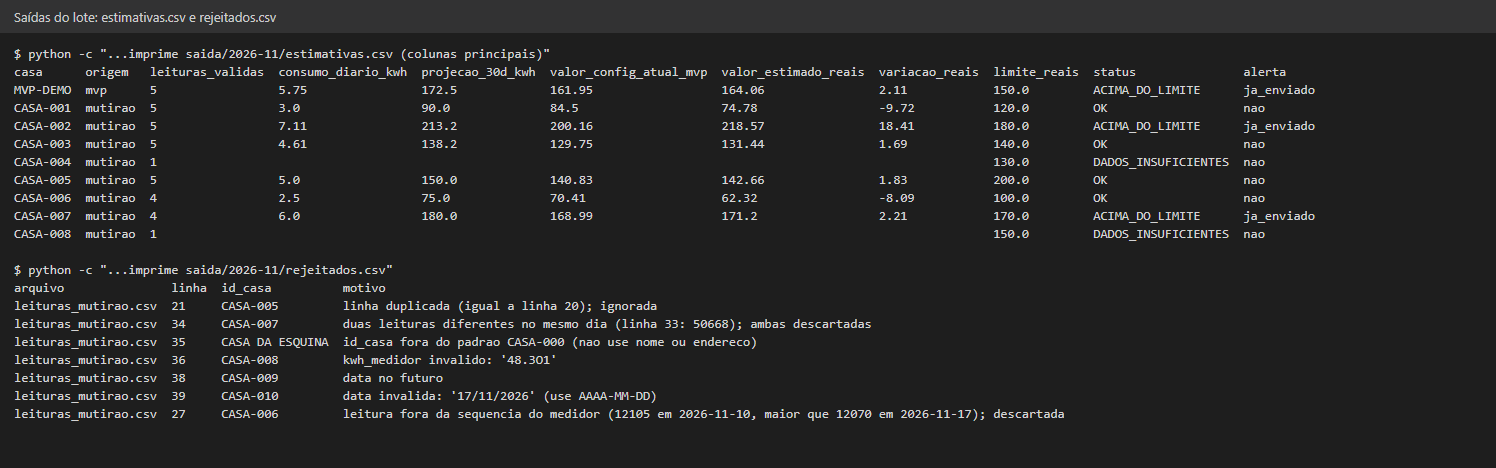 Saídas do lote: estimativas.csv e rejeitados.csv
$ python -c "...imprime saida/2026-11/estimativas.csv (colunas principais)"
casa origem leituras_validas consumo_diario_kwh projecao_30d_kwh valor_config_atual_mvp valor_estimado_reais variacao_reais limite_reais status alerta
MVP-DEMO mvp 5 5.75 172.5 161.95 164.06 2.11 150.0 ACIMA_DO_LIMITE ja_enviado
CASA-001 mutirao 5 3.0 90.0 84.5 74.78 -9.72 120.0 OK nao
CASA-002 mutirao 5 7.11 213.2 200.16 218.57 18.41 180.0 ACIMA_DO_LIMITE ja_enviado
CASA-003 mutirao 5 4.61 138.2 129.75 131.44 1.69 140.0 OK nao
CASA-004 mutirao 1 130.0 DADOS_INSUFICIENTES nao
CASA-005 mutirao 5 5.0 150.0 140.83 142.66 1.83 200.0 OK nao
CASA-006 mutirao 4 2.5 75.0 70.41 62.32 -8.09 100.0 OK nao
CASA-007 mutirao 4 6.0 180.0 168.99 171.2 2.21 170.0 ACIMA_DO_LIMITE ja_enviado
CASA-008 mutirao 1 150.0 DADOS_INSUFICIENTES nao
$ python -c "...imprime saida/2026-11/rejeitados.csv"
arquivo linha id_casa motivo
leituras_mutirao.csv 21 CASA-005 linha duplicada (igual a linha 20); ignorada
leituras_mutirao.csv 34 CASA-007 duas leituras diferentes no mesmo dia (linha 33: 50668); ambas descartadas
leituras_mutirao.csv 35 CASA DA ESQUINA id_casa fora do padrao CASA-000 (nao use nome ou endereco)
leituras_mutirao.csv 36 CASA-008 kwh_medidor invalido: '48.3O1'
leituras_mutirao.csv 38 CASA-009 data no futuro
leituras_mutirao.csv 39 CASA-010 data invalida: '17/11/2026' (use AAAA-MM-DD)
leituras_mutirao.csv 27 CASA-006 leitura fora da sequencia do medidor (12105 em 2026-11-10, maior que 12070 em 2026-11-17); descartada